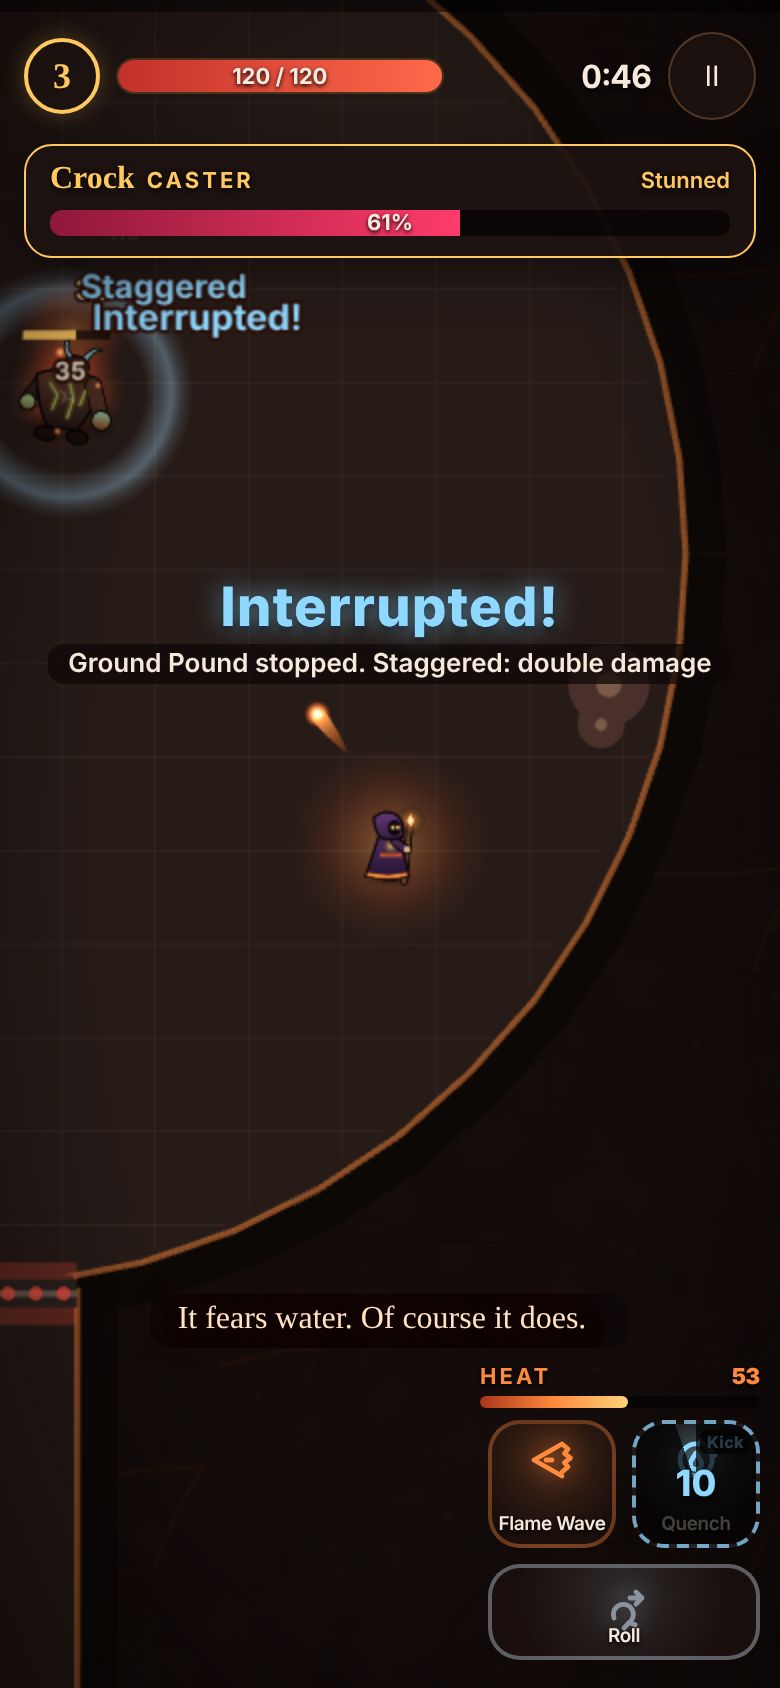 3
120 / 120
0:46
Crock CASTER
Stunned
61%
Staggered
Interrupted!
35
Interrupted!
Ground Pound stopped. Staggered: double damage
It fears water. Of course it does.
HEAT
53
Flame Wave
Kick
10
Quench
Roll